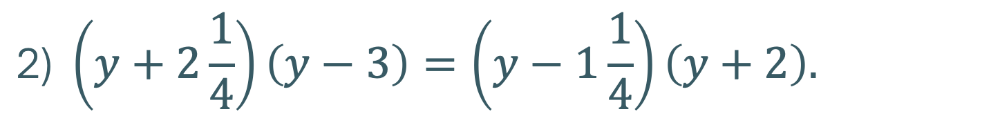 2) (y + 2 1/4)(y − 3) = (y − 1 1/4)(y + 2).